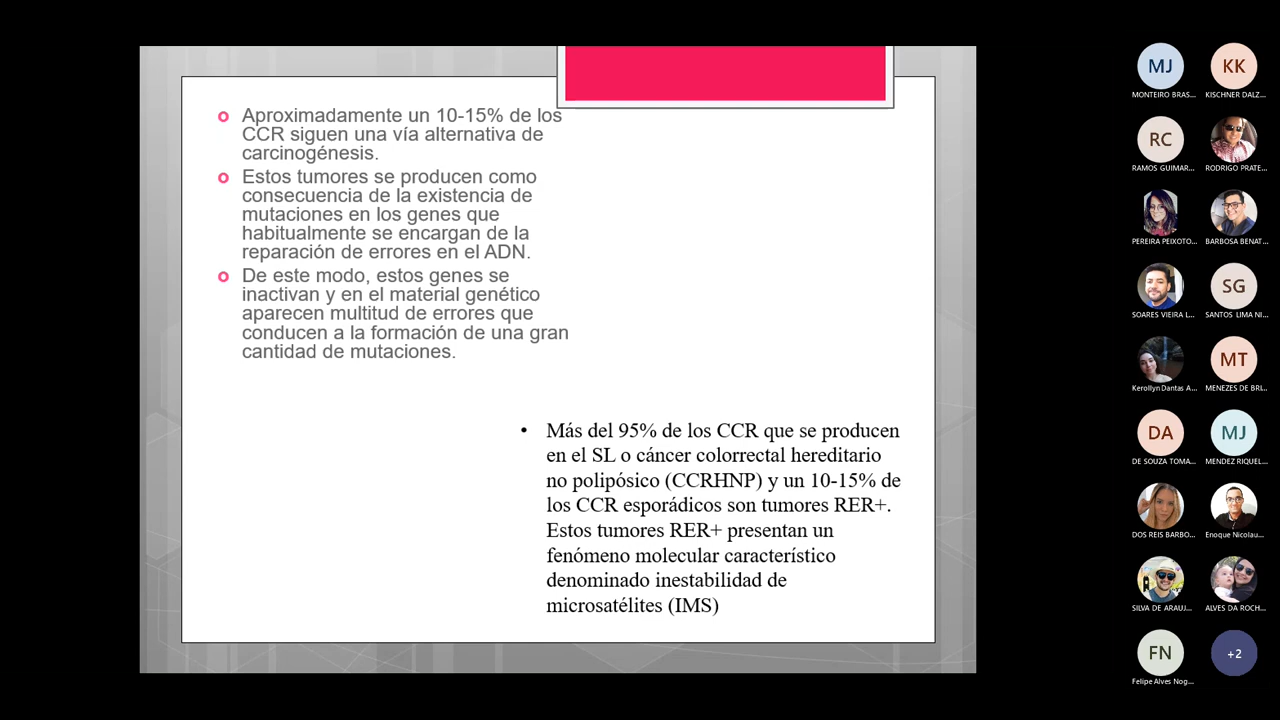 Aproximadamente un 10-15% de los
CCR siguen una vía alternativa de
carcinogénesis.
Estos tumores se producen como
consecuencia de la existencia de
mutaciones en los genes que
habitualmente se encargan de la
reparación de errores en el ADN.
De este modo, estos genes se
inactivan y en el material genético
aparecen multitud de errores que
conducen a la formación de una gran
cantidad de mutaciones.
• Más del 95% de los CCR que se producen
en el SL o cáncer colorrectal hereditario
no polipósico (CCRHNP) y un 10-15% de
los CCR esporádicos son tumores RER+.
Estos tumores RER+ presentan un
fenómeno molecular característico
denominado inestabilidad de
microsatélites (IMS)
MJ
MONTEIRO BRAS...
KK
KISCHNER DALZ...
RC
RAMOS GUIMAR...
RODRIGO PRATE...
PEREIRA PEIXOTO...
BARBOSA BENAT...
SOARES VIEIRA L...
SG
SANTOS LIMA NI...
Kerollyn Dantas A...
MT
MENEZES DE BRI...
DA
DE SOUZA TOMA...
MJ
MENDEZ RIQUEL...
DOS REIS BARBO...
Enoque Nicolau...
SILVA DE ARAUJ...
ALVES DA ROCH...
FN
Felipe Alves Nog...
+2